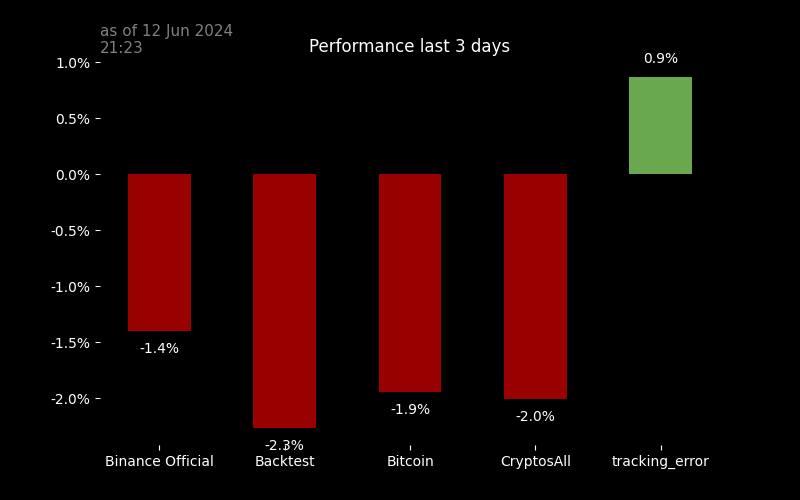 as of 12 Jun 2024
21:23
Performance last 3 days
1.0%
0.5%
0.0%
-0.5%
-1.0%
-1.5%
-2.0%
-1.4%
-2.3%
-1.9%
-2.0%
0.9%
Binance Official
Backtest
Bitcoin
CryptosAll
tracking_error